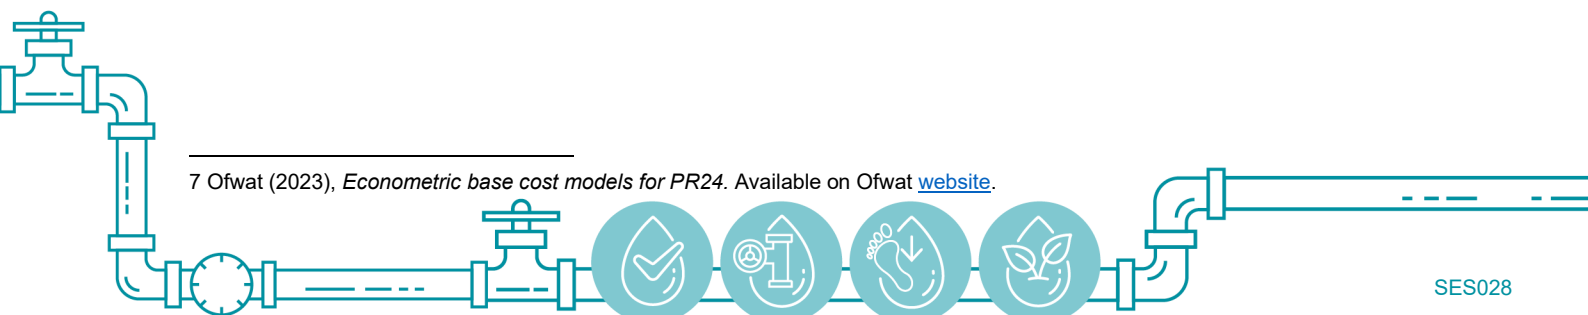 7 Ofwat (2023), Econometric base cost models for PR24. Available on Ofwat website.
SES028